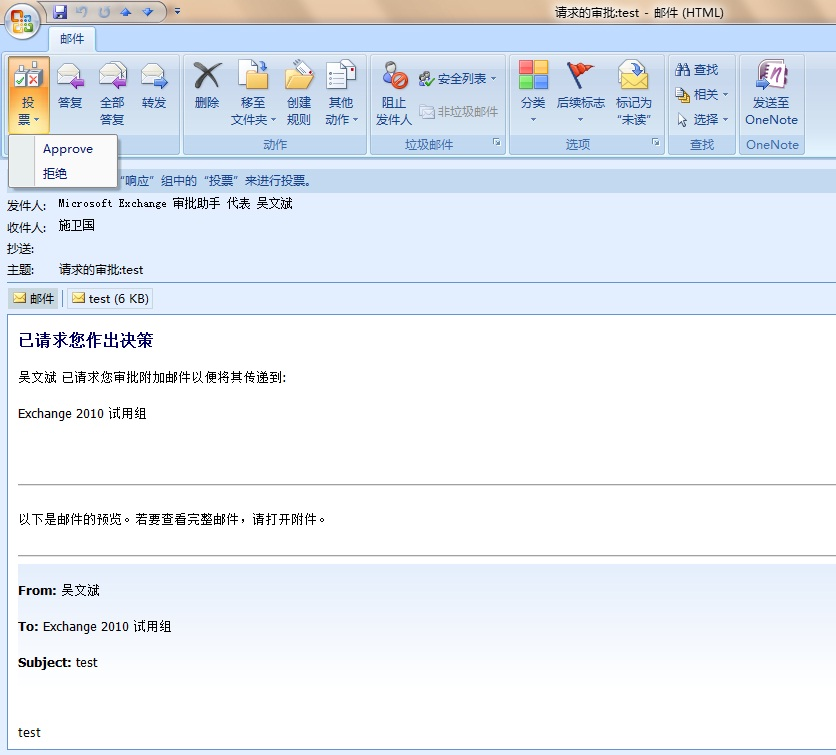 请求的审批:test - 邮件 (HTML)
邮件
投票
答复
全部答复
转发
删除
移至文件夹
创建规则
其他动作
动作
阻止发件人
安全列表
非垃圾邮件
垃圾邮件
分类
后续标志
标记为“未读”
选项
查找
相关
选择
查找
发送至 OneNote
OneNote
Approve
拒绝
“响应”组中的“投票”来进行投票。
发件人: Microsoft Exchange 审批助手 代表 吴文斌
收件人: 施卫国
抄送:
主题: 请求的审批:test
邮件 test (6 KB)
已请求您作出决策
吴文斌 已请求您审批附加邮件以便将其传递到:
Exchange 2010 试用组
以下是邮件的预览。若要查看完整邮件，请打开附件。
From: 吴文斌
To: Exchange 2010 试用组
Subject: test
test